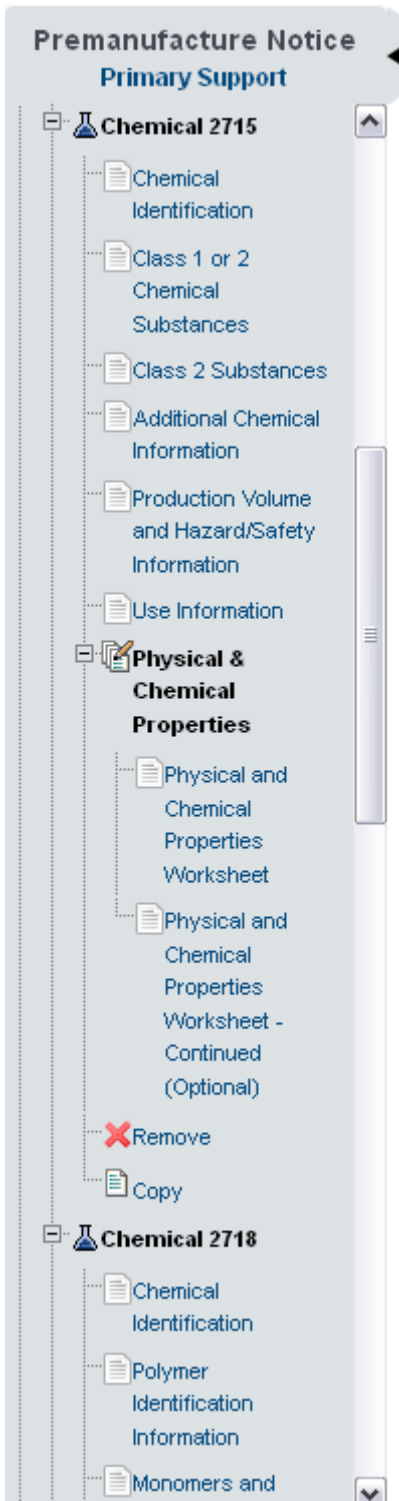 Premanufacture Notice
Primary Support
Chemical 2715
Chemical
Identification
Class 1 or 2
Chemical
Substances
Class 2 Substances
Additional Chemical
Information
Production Volume
and Hazard/Safety
Information
Use Information
Physical &
Chemical
Properties
Physical and
Chemical
Properties
Worksheet
Physical and
Chemical
Properties
Worksheet -
Continued
(Optional)
Remove
Copy
Chemical 2718
Chemical
Identification
Polymer
Identification
Information
Monomers and